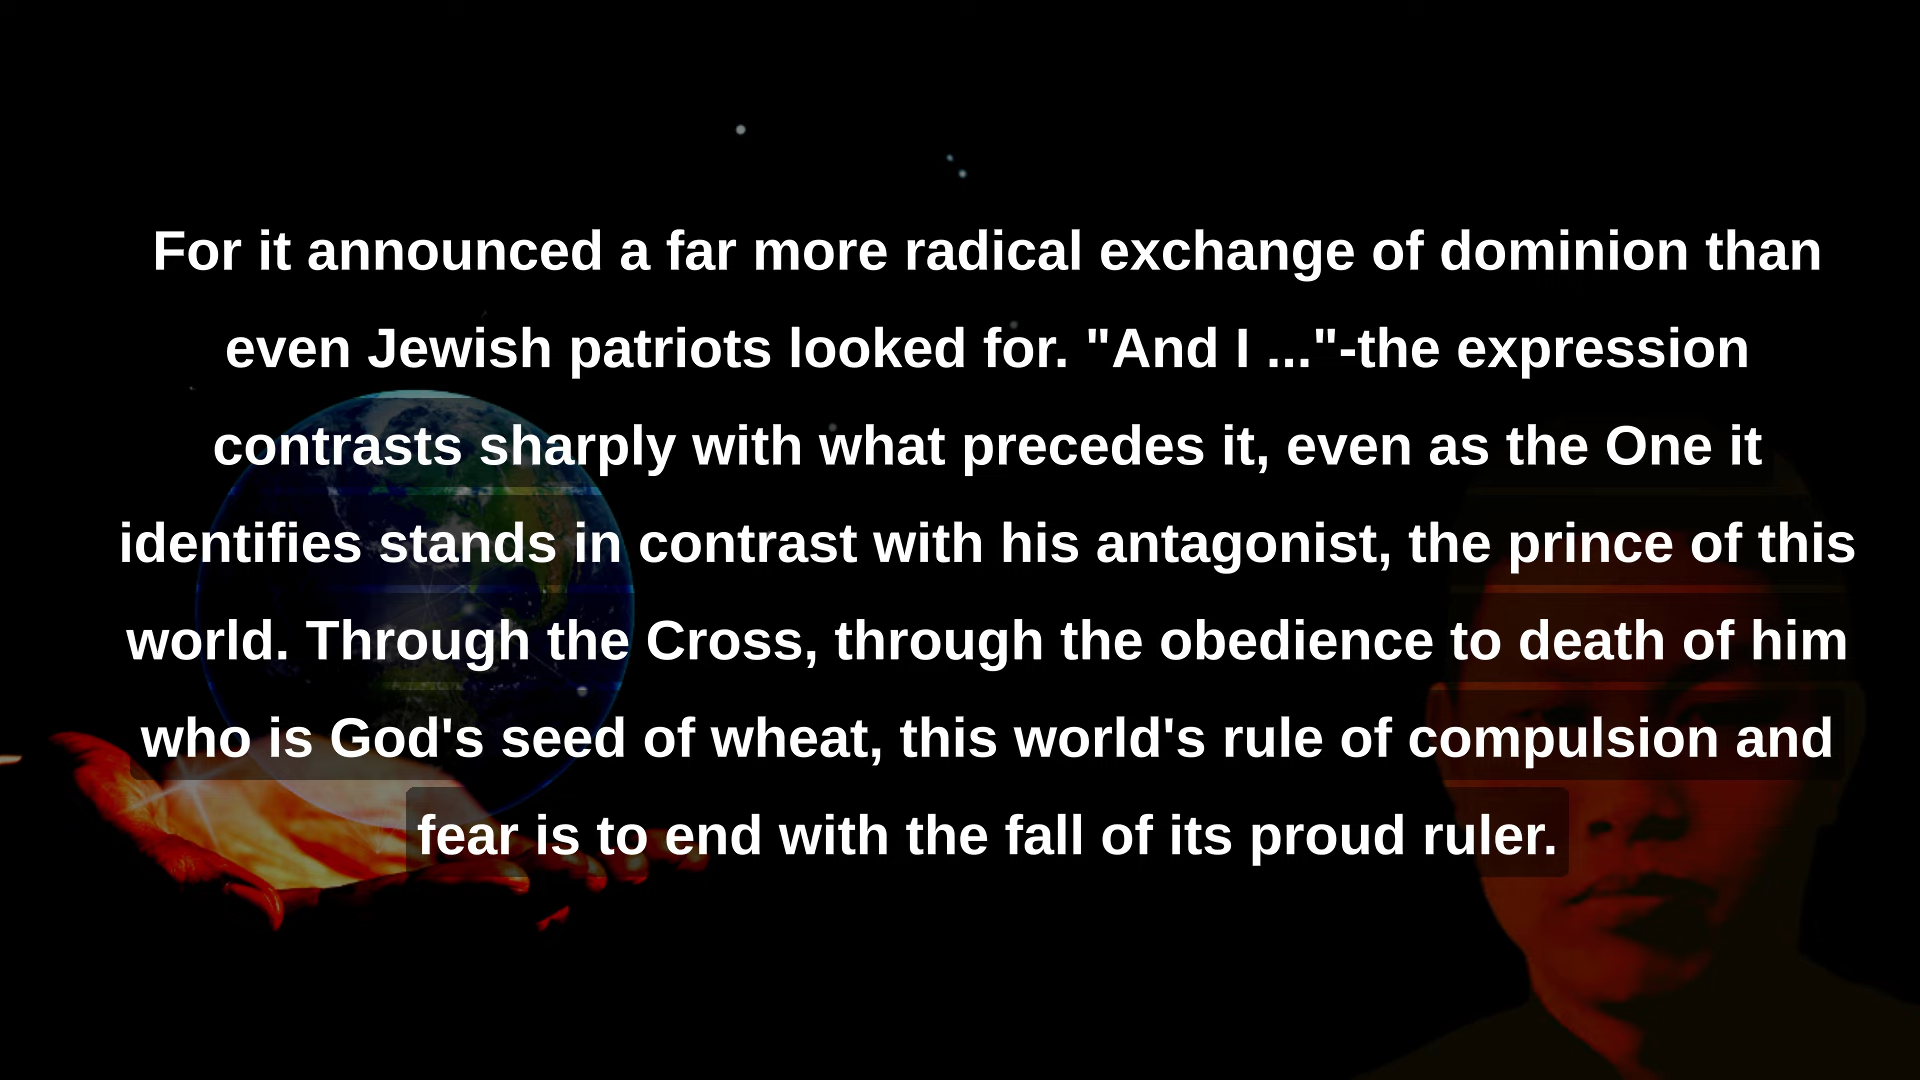 For it announced a far more radical exchange of dominion than
even Jewish patriots looked for. "And I ..."-the expression
contrasts sharply with what precedes it, even as the One it
identifies stands in contrast with his antagonist, the prince of this
world. Through the Cross, through the obedience to death of him
who is God's seed of wheat, this world's rule of compulsion and
fear is to end with the fall of its proud ruler.